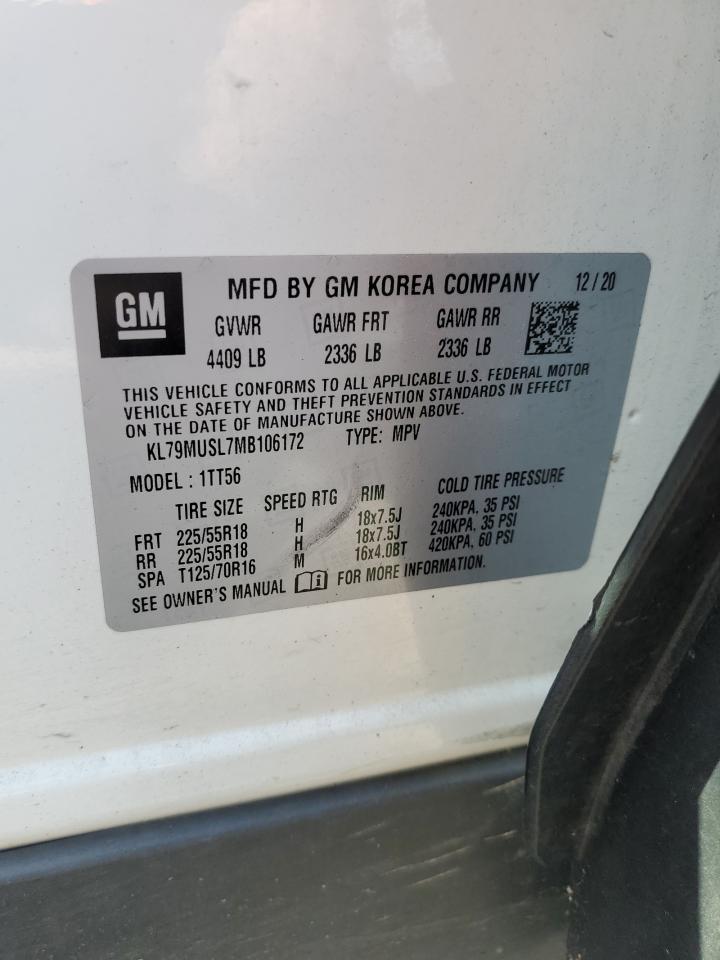 GM
MFD BY GM KOREA COMPANY 12/20
GVWR GAWR FRT GAWR RR
4409 LB 2336 LB 2336 LB
THIS VEHICLE CONFORMS TO ALL APPLICABLE U.S. FEDERAL MOTOR
VEHICLE SAFETY AND THEFT PREVENTION STANDARDS IN EFFECT
ON THE DATE OF MANUFACTURE SHOWN ABOVE.
KL79MUSL7MB106172 TYPE: MPV
MODEL : 1TT56
TIRE SIZE SPEED RTG RIM COLD TIRE PRESSURE
FRT 225/55R18 H 18x7.5J 240KPA, 35 PSI
RR 225/55R18 H 18x7.5J 240KPA, 35 PSI
SPA T125/70R16 M 16x4.0BT 420KPA, 60 PSI
SEE OWNER'S MANUAL FOR MORE INFORMATION.